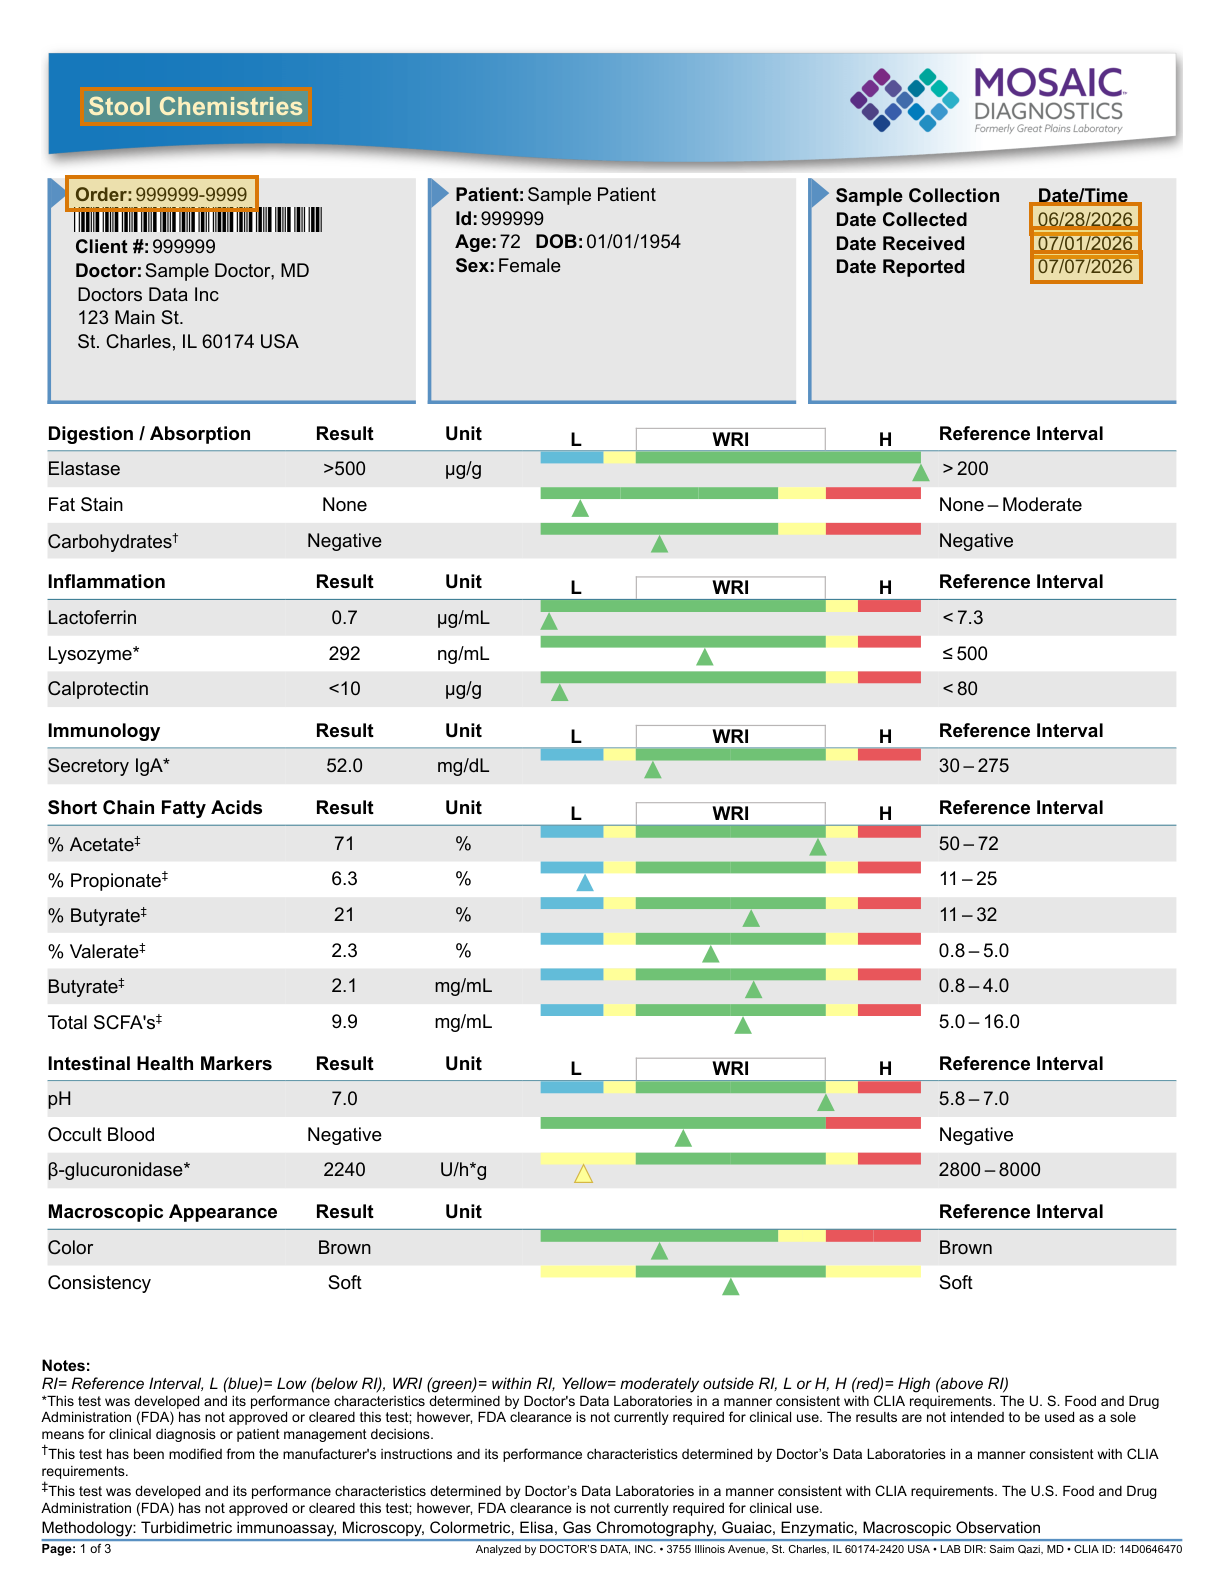 Stool Chemistries
MOSAIC
DIAGNOSTICS
Formerly Great Plains Laboratory
Order: 999999-9999
Client #: 999999
Doctor: Sample Doctor, MD
Doctors Data Inc
123 Main St.
St. Charles, IL 60174 USA
Patient: Sample Patient
Id: 999999
Age: 72 DOB: 01/01/1954
Sex: Female
Sample Collection Date/Time
Date Collected 06/28/2026
Date Received 07/01/2026
Date Reported 07/07/2026
Digestion / Absorption Result Unit L WRI H Reference Interval
Elastase >500 µg/g > 200
Fat Stain None None – Moderate
Carbohydrates† Negative Negative
Inflammation Result Unit L WRI H Reference Interval
Lactoferrin 0.7 µg/mL < 7.3
Lysozyme* 292 ng/mL ≤ 500
Calprotectin <10 µg/g < 80
Immunology Result Unit L WRI H Reference Interval
Secretory IgA* 52.0 mg/dL 30 – 275
Short Chain Fatty Acids Result Unit L WRI H Reference Interval
% Acetate‡ 71 % 50 – 72
% Propionate‡ 6.3 % 11 – 25
% Butyrate‡ 21 % 11 – 32
% Valerate‡ 2.3 % 0.8 – 5.0
Butyrate‡ 2.1 mg/mL 0.8 – 4.0
Total SCFA's‡ 9.9 mg/mL 5.0 – 16.0
Intestinal Health Markers Result Unit L WRI H Reference Interval
pH 7.0 5.8 – 7.0
Occult Blood Negative Negative
β-glucuronidase* 2240 U/h*g 2800 – 8000
Macroscopic Appearance Result Unit Reference Interval
Color Brown Brown
Consistency Soft Soft
Notes:
RI= Reference Interval, L (blue)= Low (below RI), WRI (green)= within RI, Yellow= moderately outside RI, L or H, H (red)= High (above RI)
*This test was developed and its performance characteristics determined by Doctor's Data Laboratories in a manner consistent with CLIA requirements. The U. S. Food and Drug
Administration (FDA) has not approved or cleared this test; however, FDA clearance is not currently required for clinical use. The results are not intended to be used as a sole
means for clinical diagnosis or patient management decisions.
†This test has been modified from the manufacturer's instructions and its performance characteristics determined by Doctor’s Data Laboratories in a manner consistent with CLIA
requirements.
‡This test was developed and its performance characteristics determined by Doctor’s Data Laboratories in a manner consistent with CLIA requirements. The U.S. Food and Drug
Administration (FDA) has not approved or cleared this test; however, FDA clearance is not currently required for clinical use.
Methodology: Turbidimetric immunoassay, Microscopy, Colormetric, Elisa, Gas Chromotography, Guaiac, Enzymatic, Macroscopic Observation
Page: 1 of 3 Analyzed by DOCTOR'S DATA, INC. • 3755 Illinois Avenue, St. Charles, IL 60174-2420 USA • LAB DIR: Saim Qazi, MD • CLIA ID: 14D0646470